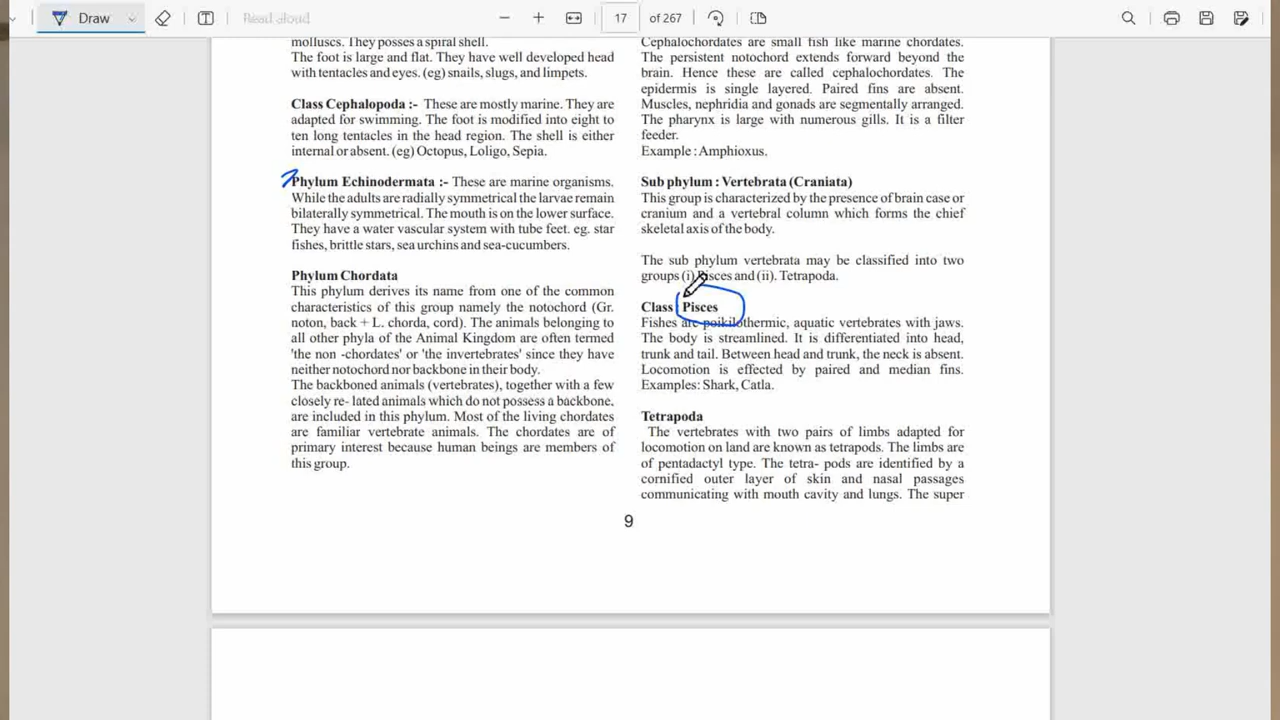 Draw
Read aloud
17
of 267
molluscs. They posses a spiral shell.
The foot is large and flat. They have well developed head
with tentacles and eyes. (eg) snails, slugs, and limpets.
Class Cephalopoda :- These are mostly marine. They are
adapted for swimming. The foot is modified into eight to
ten long tentacles in the head region. The shell is either
internal or absent. (eg) Octopus, Loligo, Sepia.
Phylum Echinodermata :- These are marine organisms.
While the adults are radially symmetrical the larvae remain
bilaterally symmetrical. The mouth is on the lower surface.
They have a water vascular system with tube feet. eg. star
fishes, brittle stars, sea urchins and sea-cucumbers.
Phylum Chordata
This phylum derives its name from one of the common
characteristics of this group namely the notochord (Gr.
noton, back + L. chorda, cord). The animals belonging to
all other phyla of the Animal Kingdom are often termed
'the non -chordates' or 'the invertebrates' since they have
neither notochord nor backbone in their body.
The backboned animals (vertebrates), together with a few
closely re- lated animals which do not possess a backbone,
are included in this phylum. Most of the living chordates
are familiar vertebrate animals. The chordates are of
primary interest because human beings are members of
this group.
Cephalochordates are small fish like marine chordates.
The persistent notochord extends forward beyond the
brain. Hence these are called cephalochordates. The
epidermis is single layered. Paired fins are absent.
Muscles, nephridia and gonads are segmentally arranged.
The pharynx is large with numerous gills. It is a filter
feeder.
Example : Amphioxus.
Sub phylum : Vertebrata (Craniata)
This group is characterized by the presence of brain case or
cranium and a vertebral column which forms the chief
skeletal axis of the body.
The sub phylum vertebrata may be classified into two
groups (i) Pisces and (ii). Tetrapoda.
Class : Pisces
Fishes are poikilothermic, aquatic vertebrates with jaws.
The body is streamlined. It is differentiated into head,
trunk and tail. Between head and trunk, the neck is absent.
Locomotion is effected by paired and median fins.
Examples: Shark, Catla.
Tetrapoda
The vertebrates with two pairs of limbs adapted for
locomotion on land are known as tetrapods. The limbs are
of pentadactyl type. The tetra- pods are identified by a
cornified outer layer of skin and nasal passages
communicating with mouth cavity and lungs. The super
9